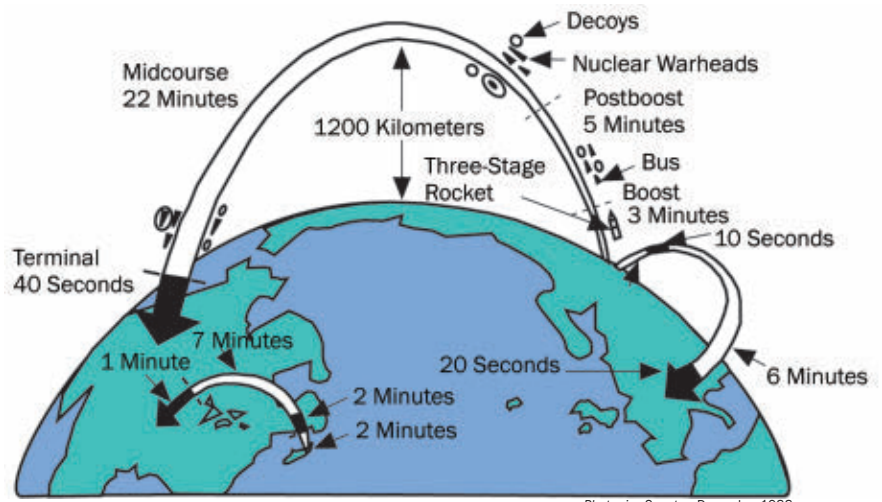 Decoys
Nuclear Warheads
Midcourse
22 Minutes
Postboost
5 Minutes
1200 Kilometers
Bus
Three-Stage
Rocket
Boost
3 Minutes
10 Seconds
Terminal
40 Seconds
7 Minutes
1 Minute
20 Seconds
6 Minutes
2 Minutes
2 Minutes